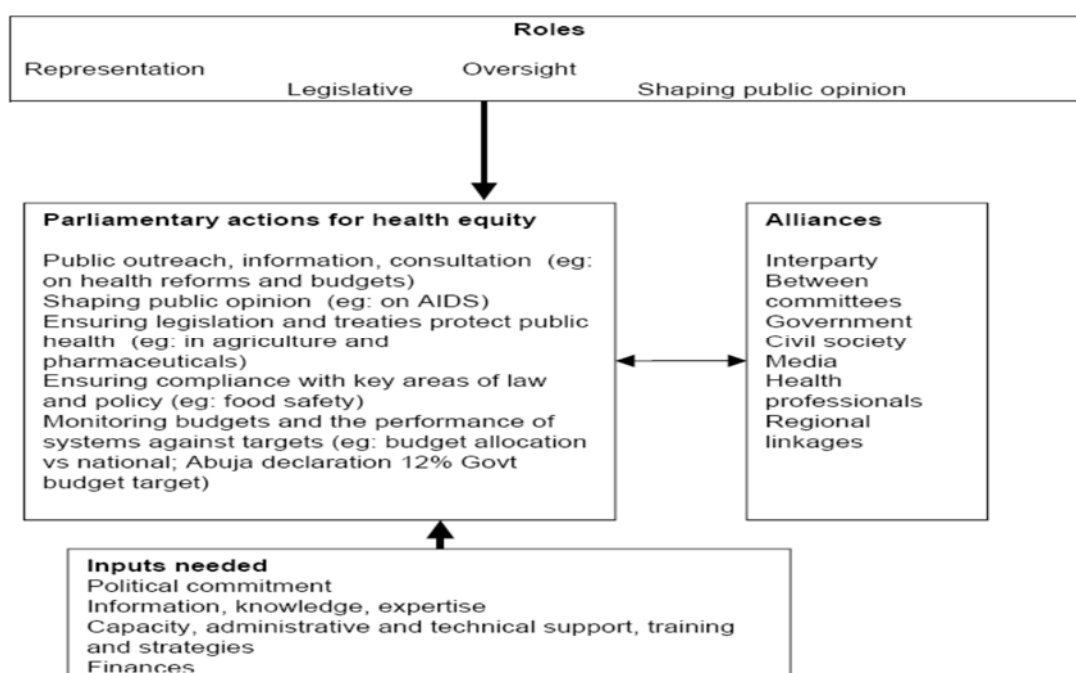 Roles
Representation Oversight
Legislative Shaping public opinion
Parliamentary actions for health equity
Public outreach, information, consultation (eg:
on health reforms and budgets)
Shaping public opinion (eg: on AIDS)
Ensuring legislation and treaties protect public
health (eg: in agriculture and
pharmaceuticals)
Ensuring compliance with key areas of law
and policy (eg: food safety)
Monitoring budgets and the performance of
systems against targets (eg: budget allocation
vs national; Abuja declaration 12% Govt
budget target)
Alliances
Interparty
Between
committees
Government
Civil society
Media
Health
professionals
Regional
linkages
Inputs needed
Political commitment
Information, knowledge, expertise
Capacity, administrative and technical support, training
and strategies
Finances